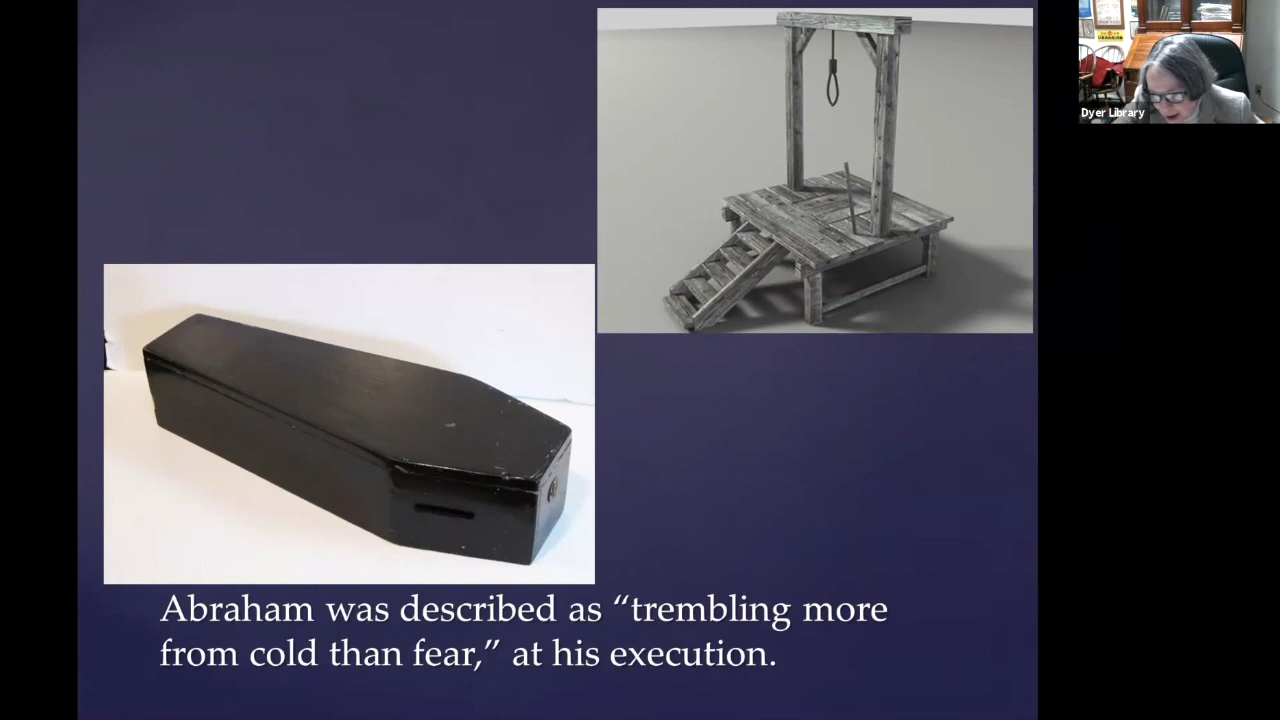 Dyer Library
Abraham was described as “trembling more
from cold than fear,” at his execution.